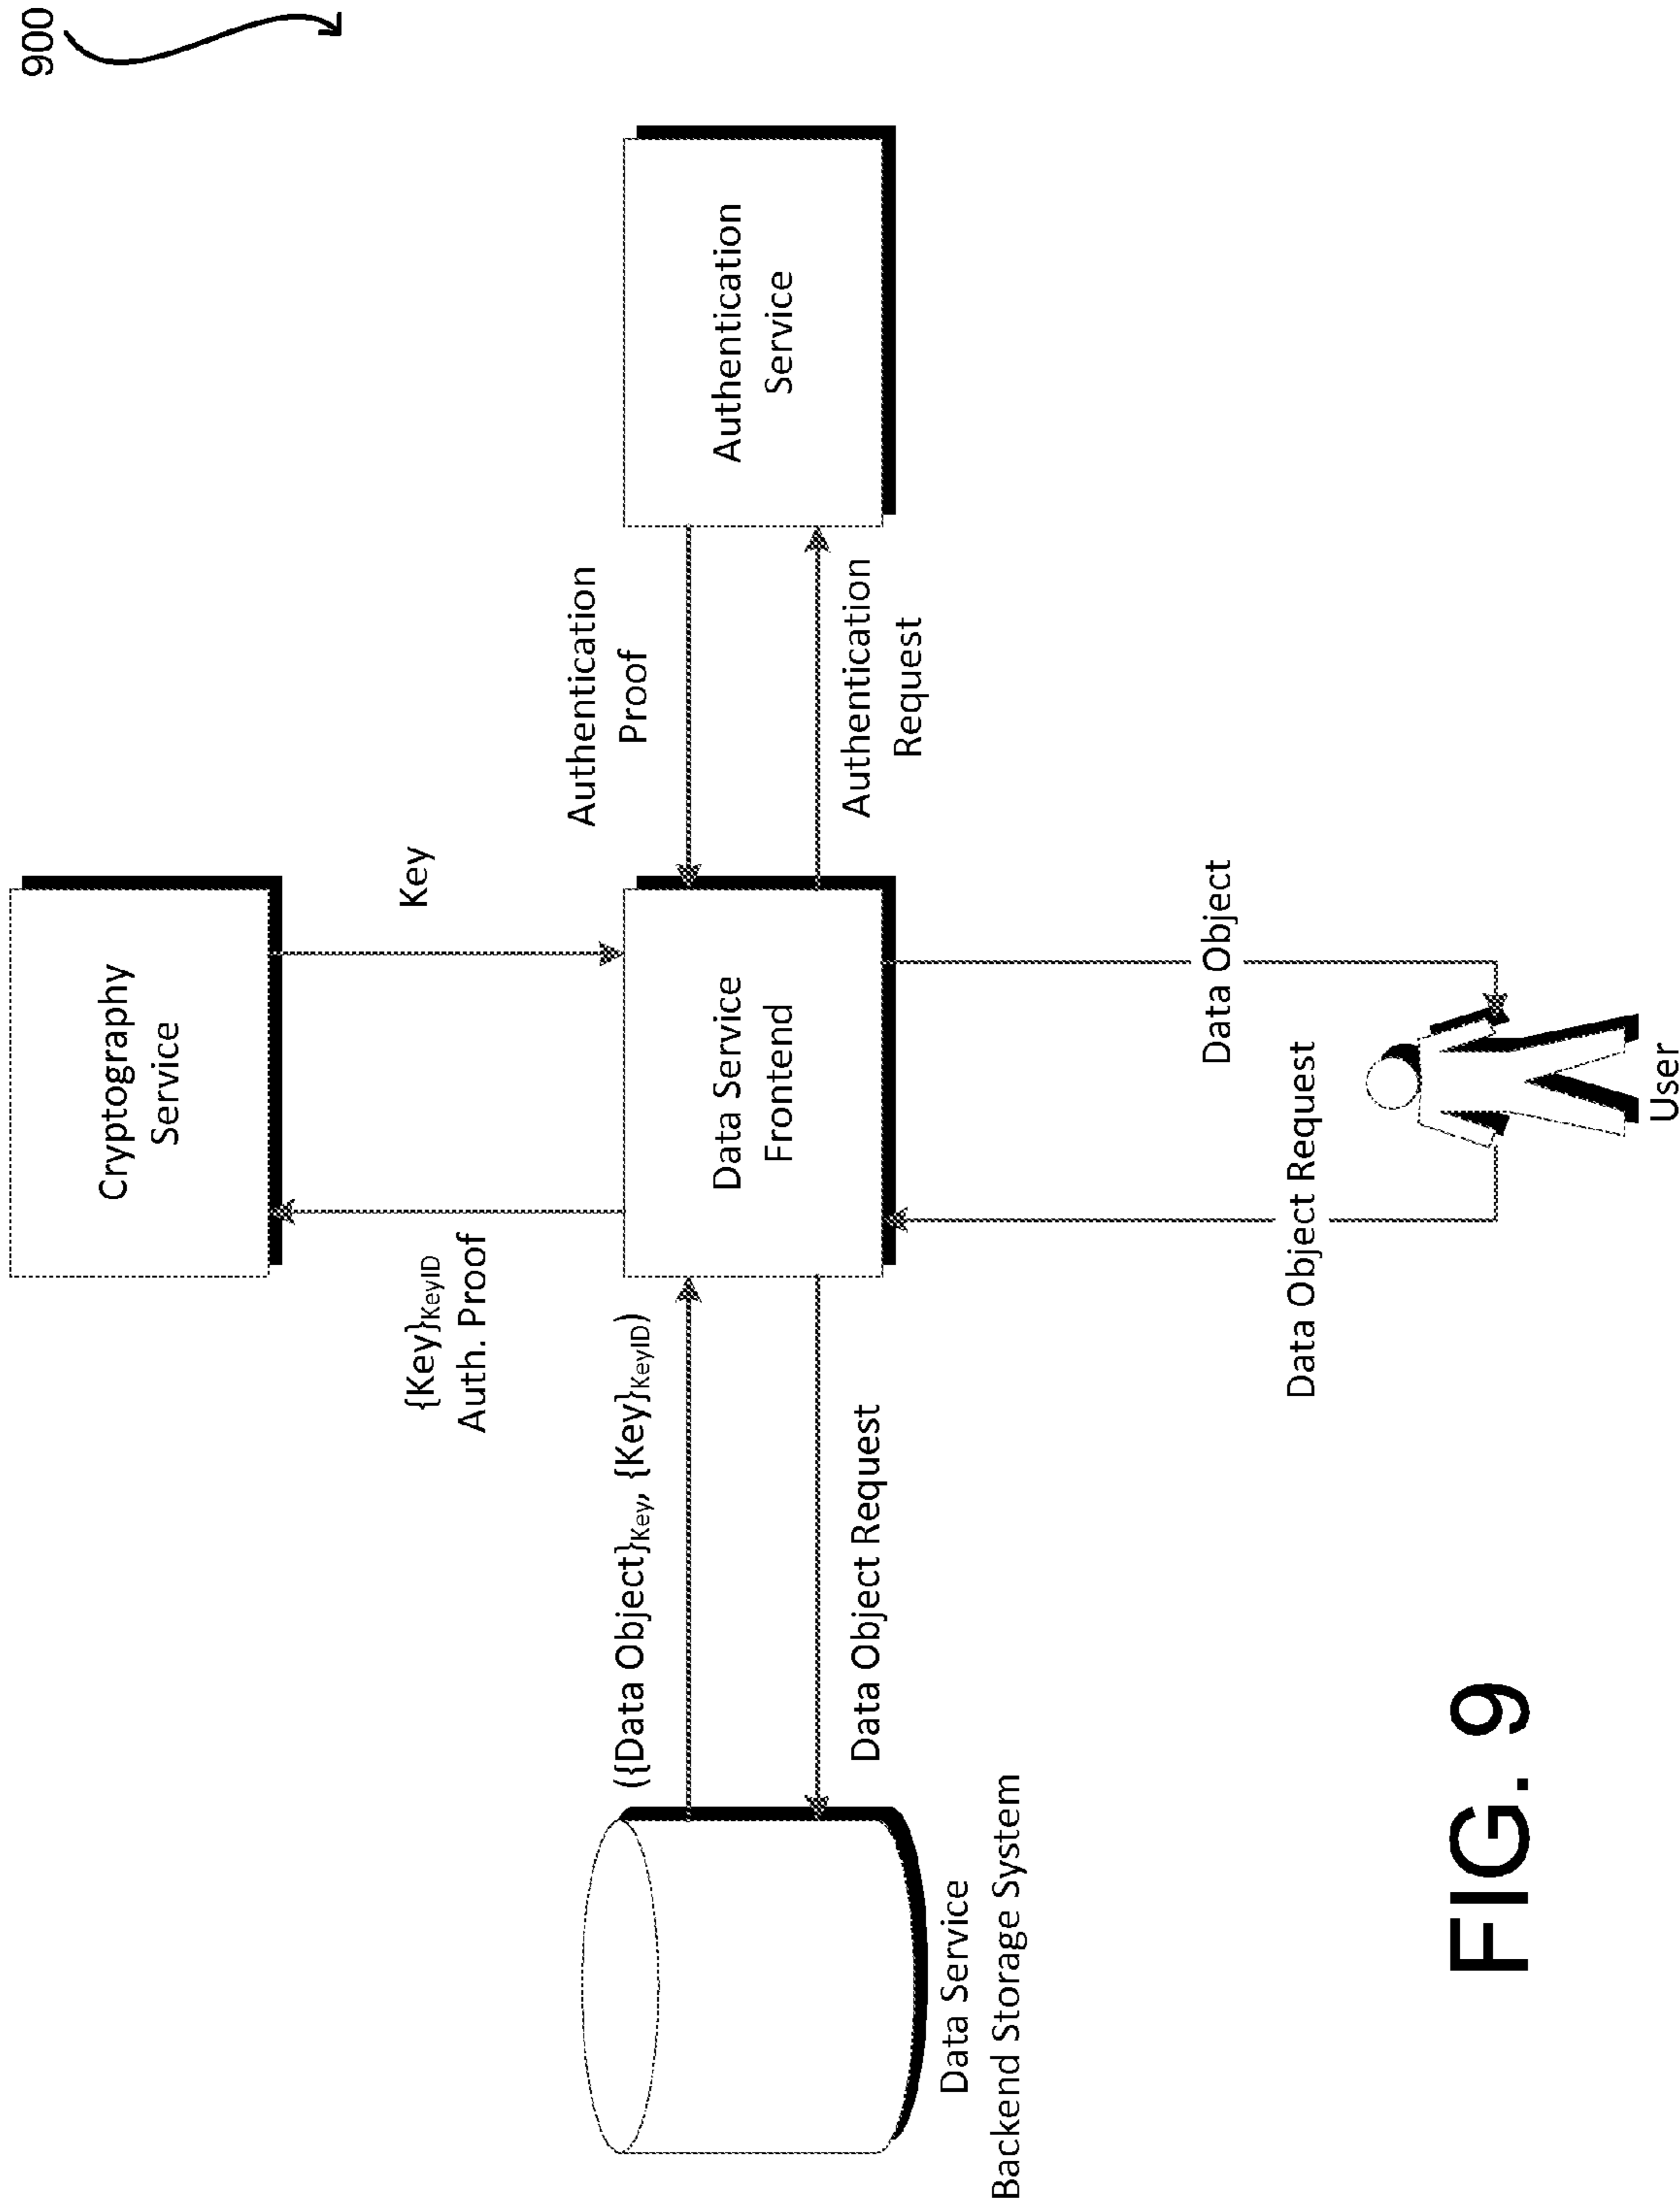 900
Cryptography
Service
{Key}KeyID
Auth. Proof
Key
({Data Object}Key, {Key}KeyID)
Authentication
Proof
Data Service
Frontend
Authentication
Service
Data Object Request
Authentication
Request
Data Service
Backend Storage System
Data Object
Data Object Request
User
FIG. 9